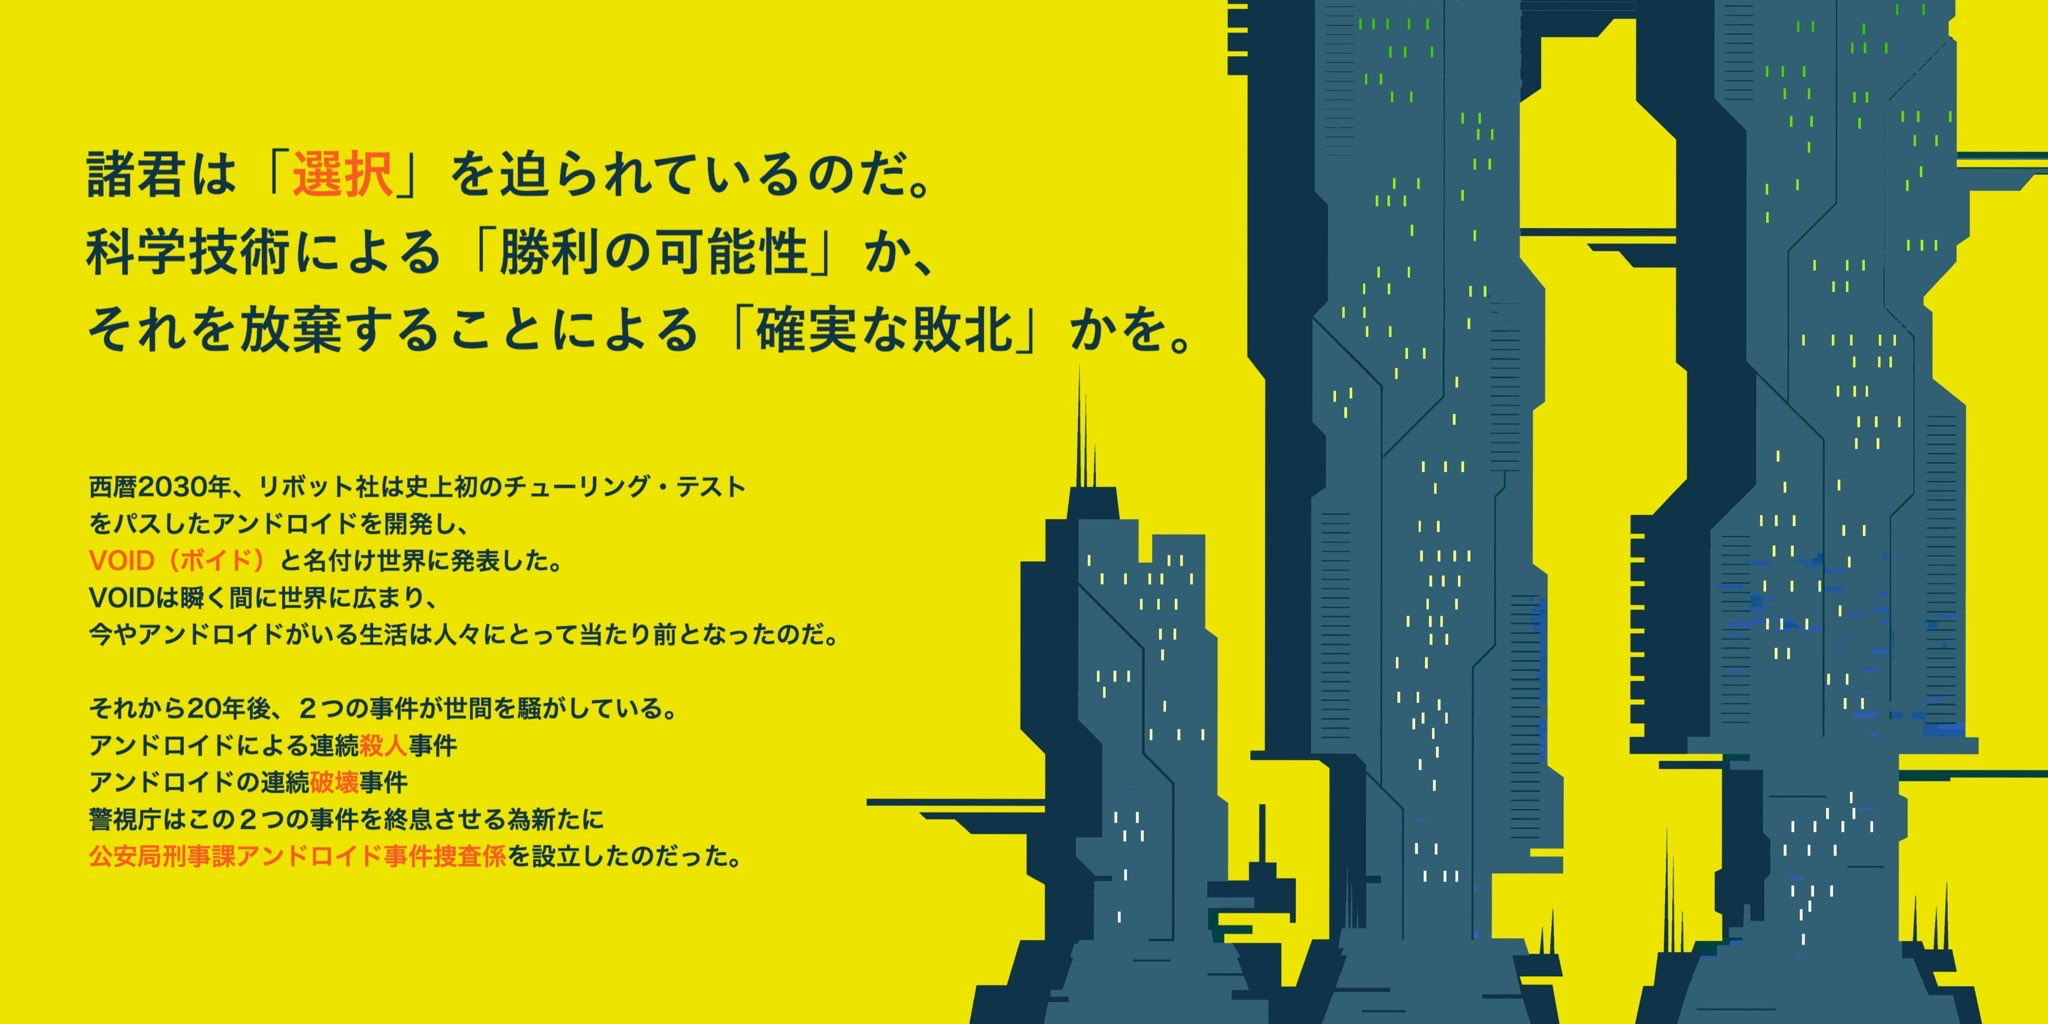 諸君は「選択」を迫られているのだ。
科学技術による「勝利の可能性」か、
それを放棄することによる「確実な敗北」かを。
西暦2030年、リボット社は史上初のチューリング・テスト
をパスしたアンドロイドを開発し、
VOID（ボイド）と名付け世界に発表した。
VOIDは瞬く間に世界に広まり、
今やアンドロイドがいる生活は人々にとって当たり前となったのだ。
それから20年後、２つの事件が世間を騒がしている。
アンドロイドによる連続殺人事件
アンドロイドの連続破壊事件
警視庁はこの２つの事件を終息させる為新たに
公安局刑事課アンドロイド事件捜査係を設立したのだった。